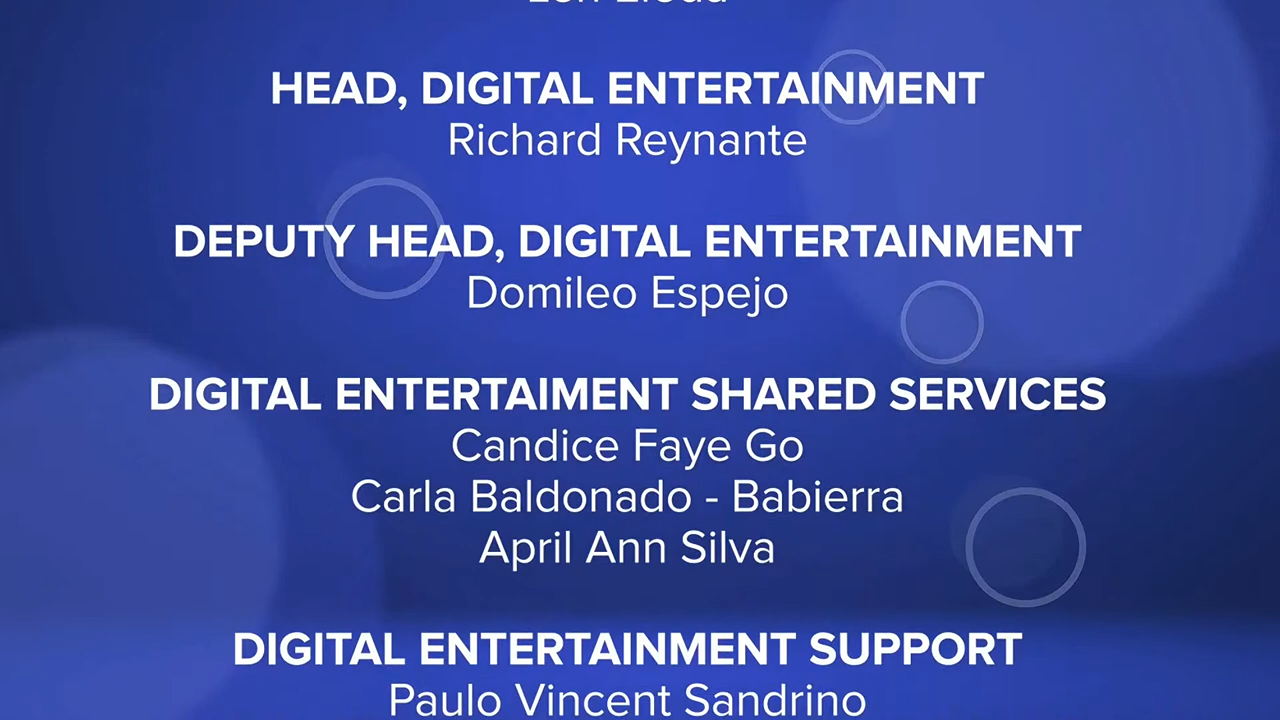 HEAD, DIGITAL ENTERTAINMENT
Richard Reynante
DEPUTY HEAD, DIGITAL ENTERTAINMENT
Domileo Espejo
DIGITAL ENTERTAIMENT SHARED SERVICES
Candice Faye Go
Carla Baldonado - Babierra
April Ann Silva
DIGITAL ENTERTAINMENT SUPPORT
Paulo Vincent Sandrino